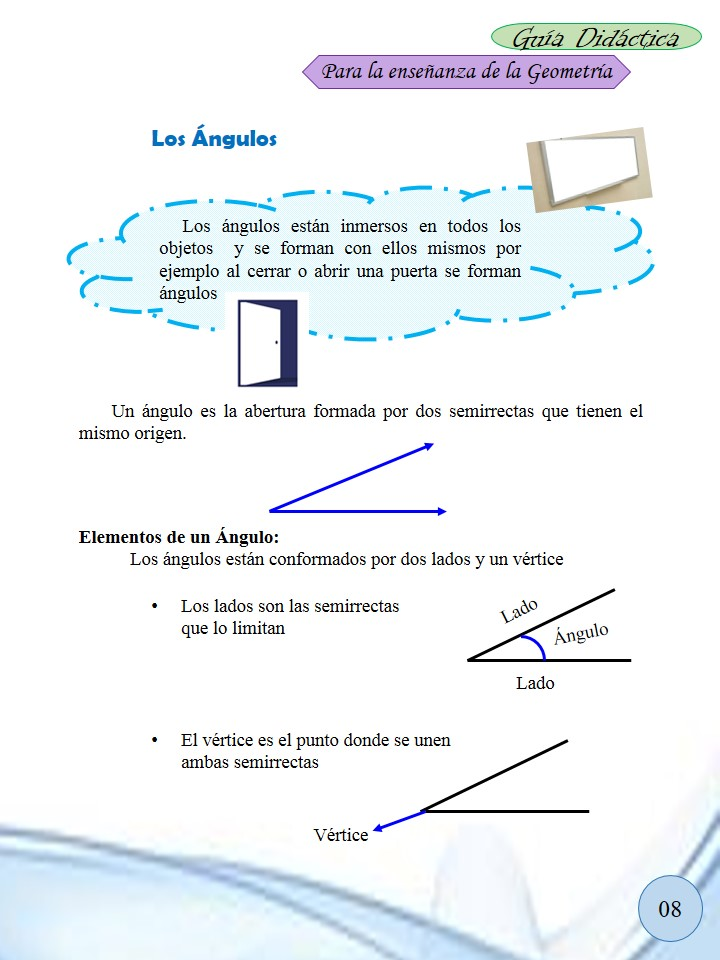 Guía Didáctica
Para la enseñanza de la Geometría
Los Ángulos
Los ángulos están inmersos en todos los
objetos y se forman con ellos mismos por
ejemplo al cerrar o abrir una puerta se forman
ángulos
Un ángulo es la abertura formada por dos semirrectas que tienen el
mismo origen.
Elementos de un Ángulo:
Los ángulos están conformados por dos lados y un vértice
• Los lados son las semirrectas
que lo limitan
Lado
Ángulo
Lado
• El vértice es el punto donde se unen
ambas semirrectas
Vértice
08